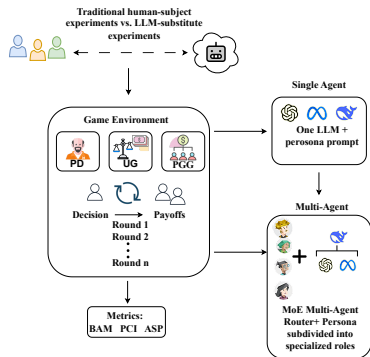 Traditional human-subject
experiments vs. LLM-substitute
experiments
Game Environment
PD
UG
PGG
Decision
Payoffs
Round 1
Round 2
Round n
Metrics:
BAM PCI ASP
Single Agent
One LLM +
perosona prompt
Multi-Agent
+
MoE Multi-Agent
Router+ Persona
subdivided into
specialized roles